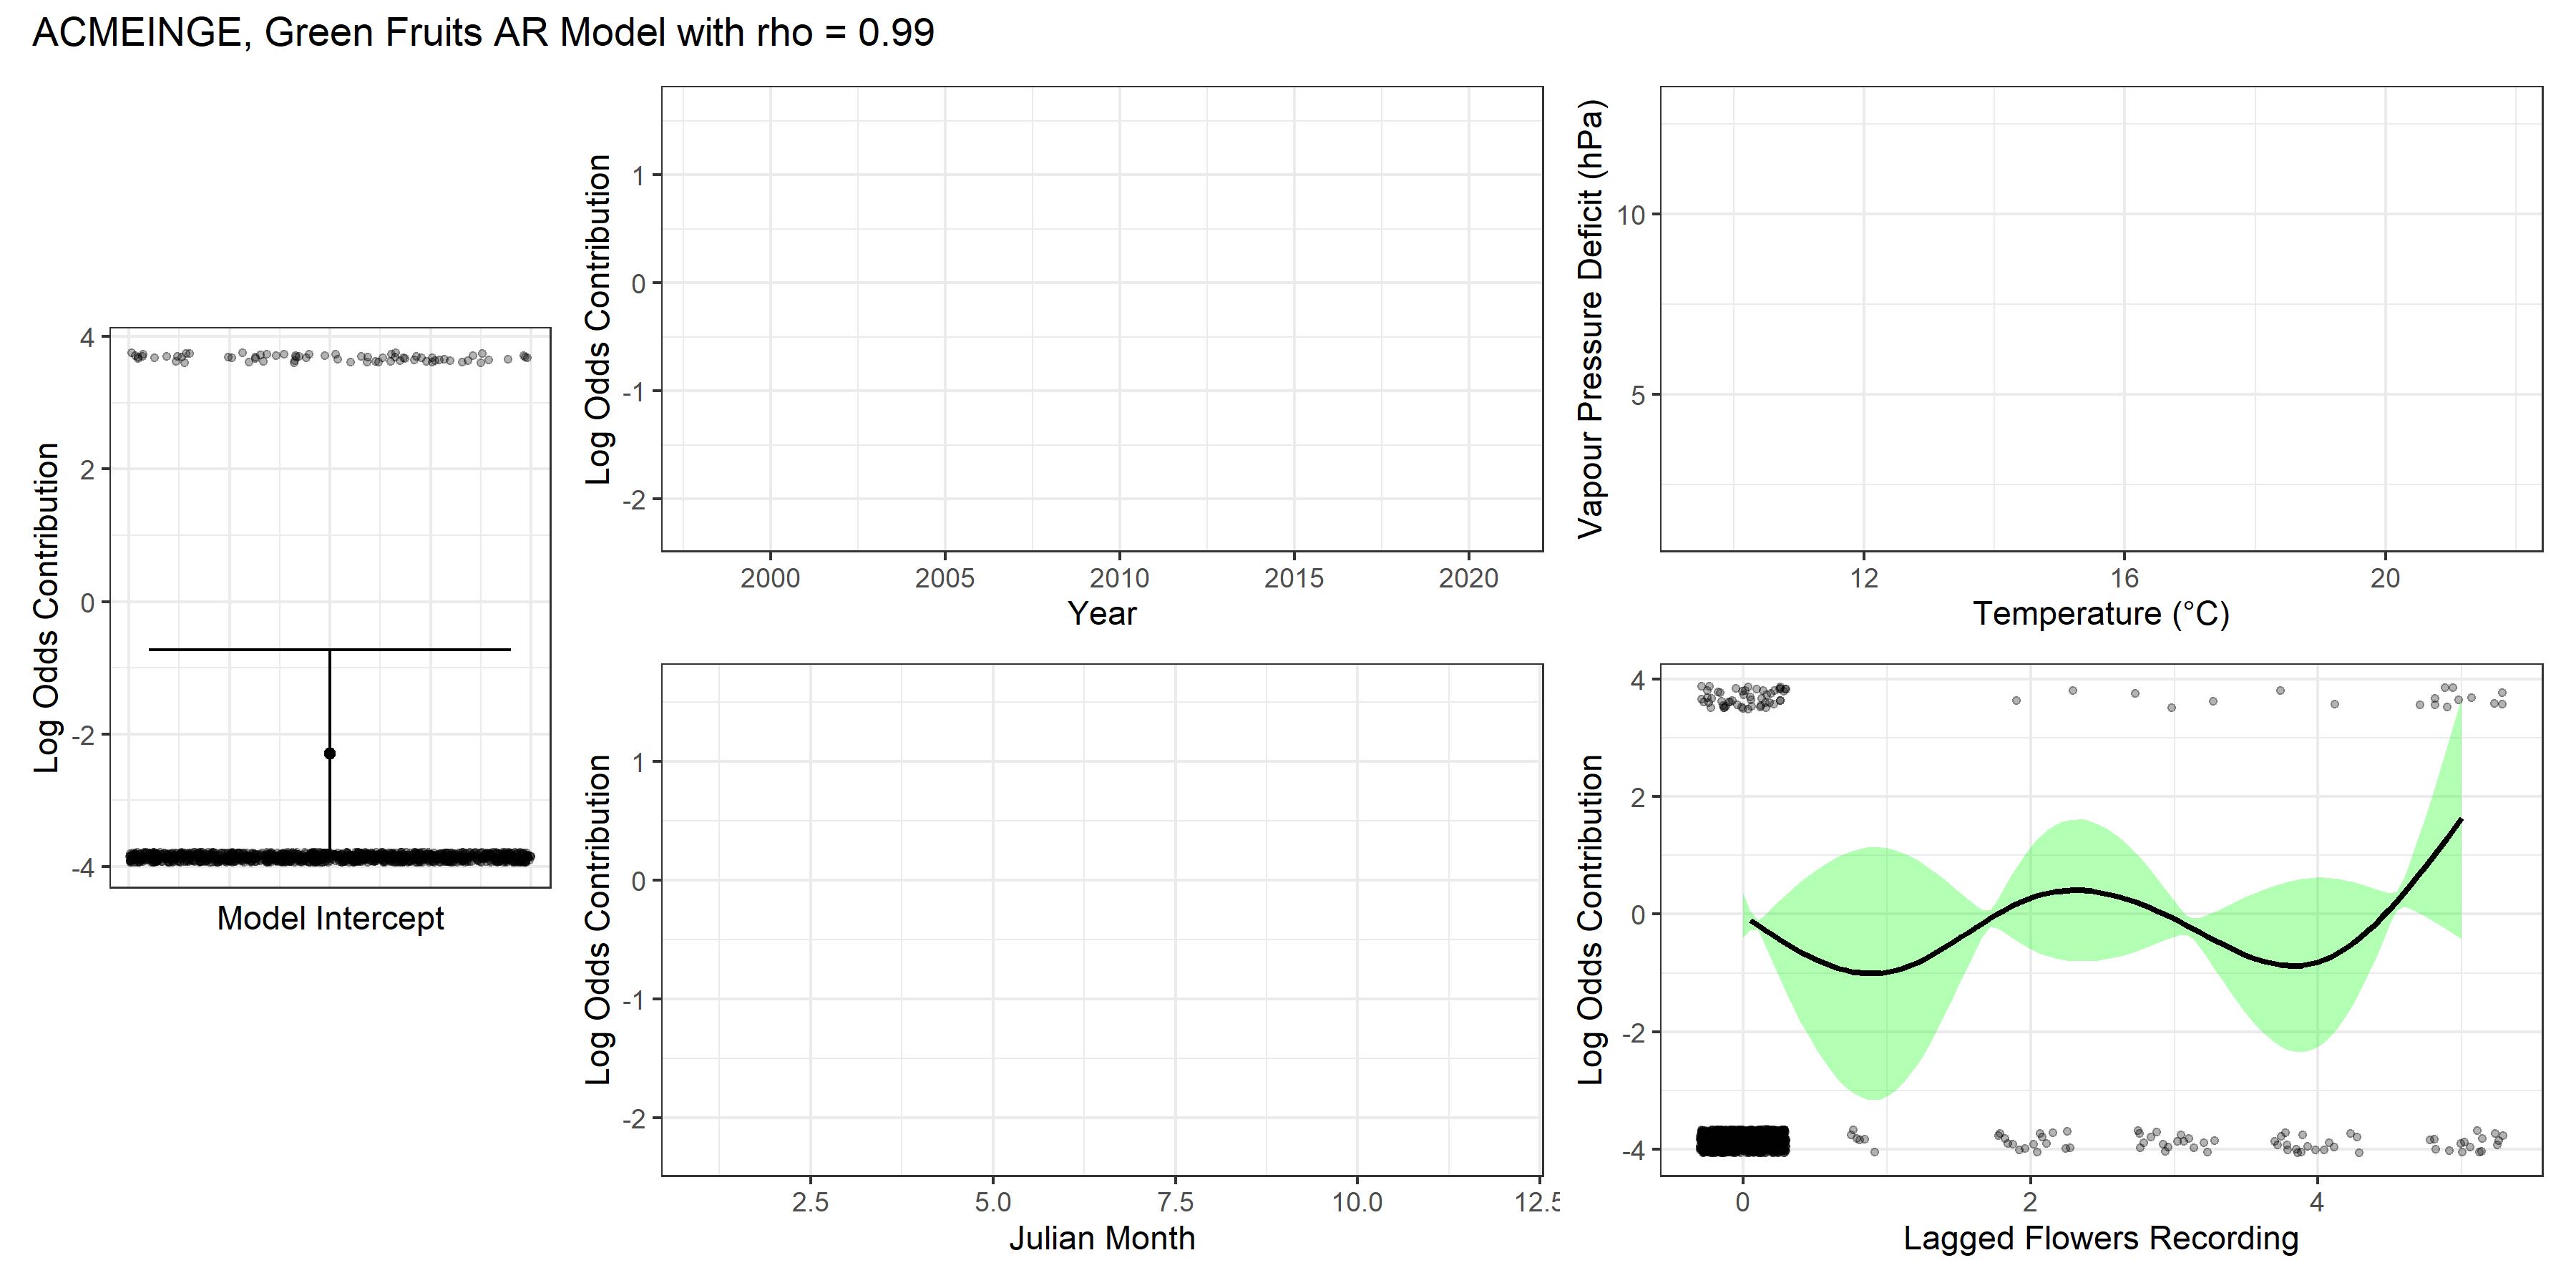 ACMEINGE, Green Fruits AR Model with rho = 0.99
Log Odds Contribution
4
2
0
-2
-4
Model Intercept
Log Odds Contribution
1
0
-1
-2
2000 2005 2010 2015 2020
Year
Vapour Pressure Deficit (hPa)
10
5
12 16 20
Temperature (°C)
Log Odds Contribution
1
0
-1
-2
2.5 5.0 7.5 10.0 12.5
Julian Month
Log Odds Contribution
4
2
0
-2
-4
0 2 4
Lagged Flowers Recording